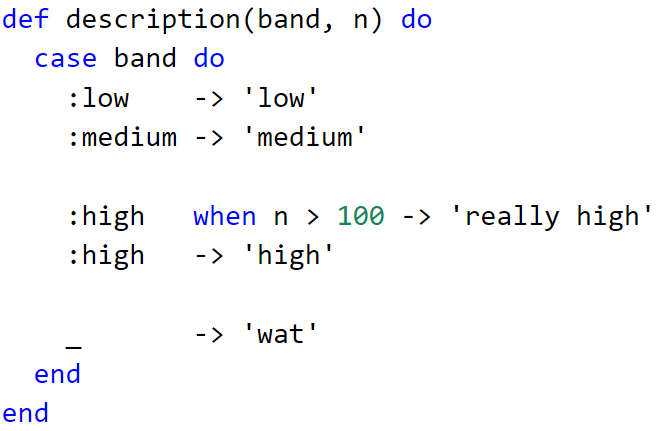 def description(band, n) do
  case band do
    :low    -> 'low'
    :medium -> 'medium'

    :high   when n > 100 -> 'really high'
    :high   -> 'high'

    _       -> 'wat'
  end
end